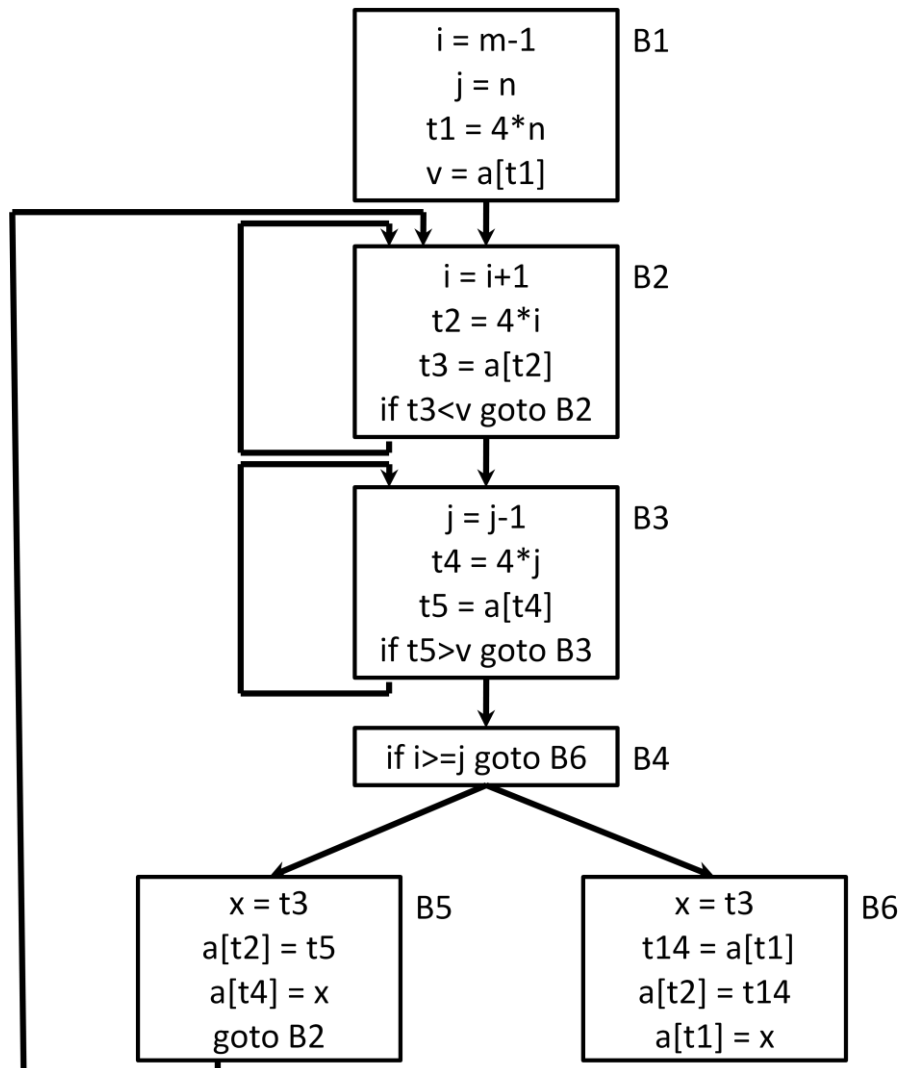 i = m-1
j = n
t1 = 4*n
v = a[t1]
B1
i = i+1
t2 = 4*i
t3 = a[t2]
if t3<v goto B2
B2
j = j-1
t4 = 4*j
t5 = a[t4]
if t5>v goto B3
B3
if i>=j goto B6
B4
x = t3
a[t2] = t5
a[t4] = x
goto B2
B5
x = t3
t14 = a[t1]
a[t2] = t14
a[t1] = x
B6